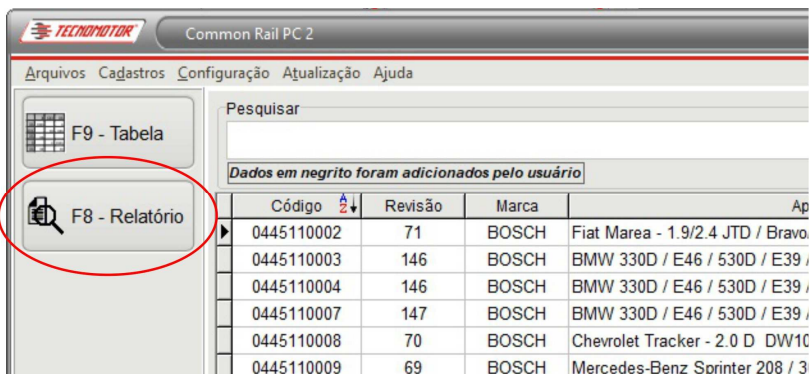 TECNOMOTOR
Common Rail PC 2
Arquivos Cadastros Configuração Atualização Ajuda
F9 - Tabela
F8 - Relatório
Pesquisar
Dados em negrito foram adicionados pelo usuário
Código Revisão Marca Ap
0445110002 71 BOSCH Fiat Marea - 1.9/2.4 JTD / Bravo
0445110003 146 BOSCH BMW 330D / E46 / 530D / E39 /
0445110004 146 BOSCH BMW 330D / E46 / 530D / E39 /
0445110007 147 BOSCH BMW 330D / E46 / 530D / E39 /
0445110008 70 BOSCH Chevrolet Tracker - 2.0 D DW10
0445110009 69 BOSCH Mercedes-Benz Sprinter 208 / 3